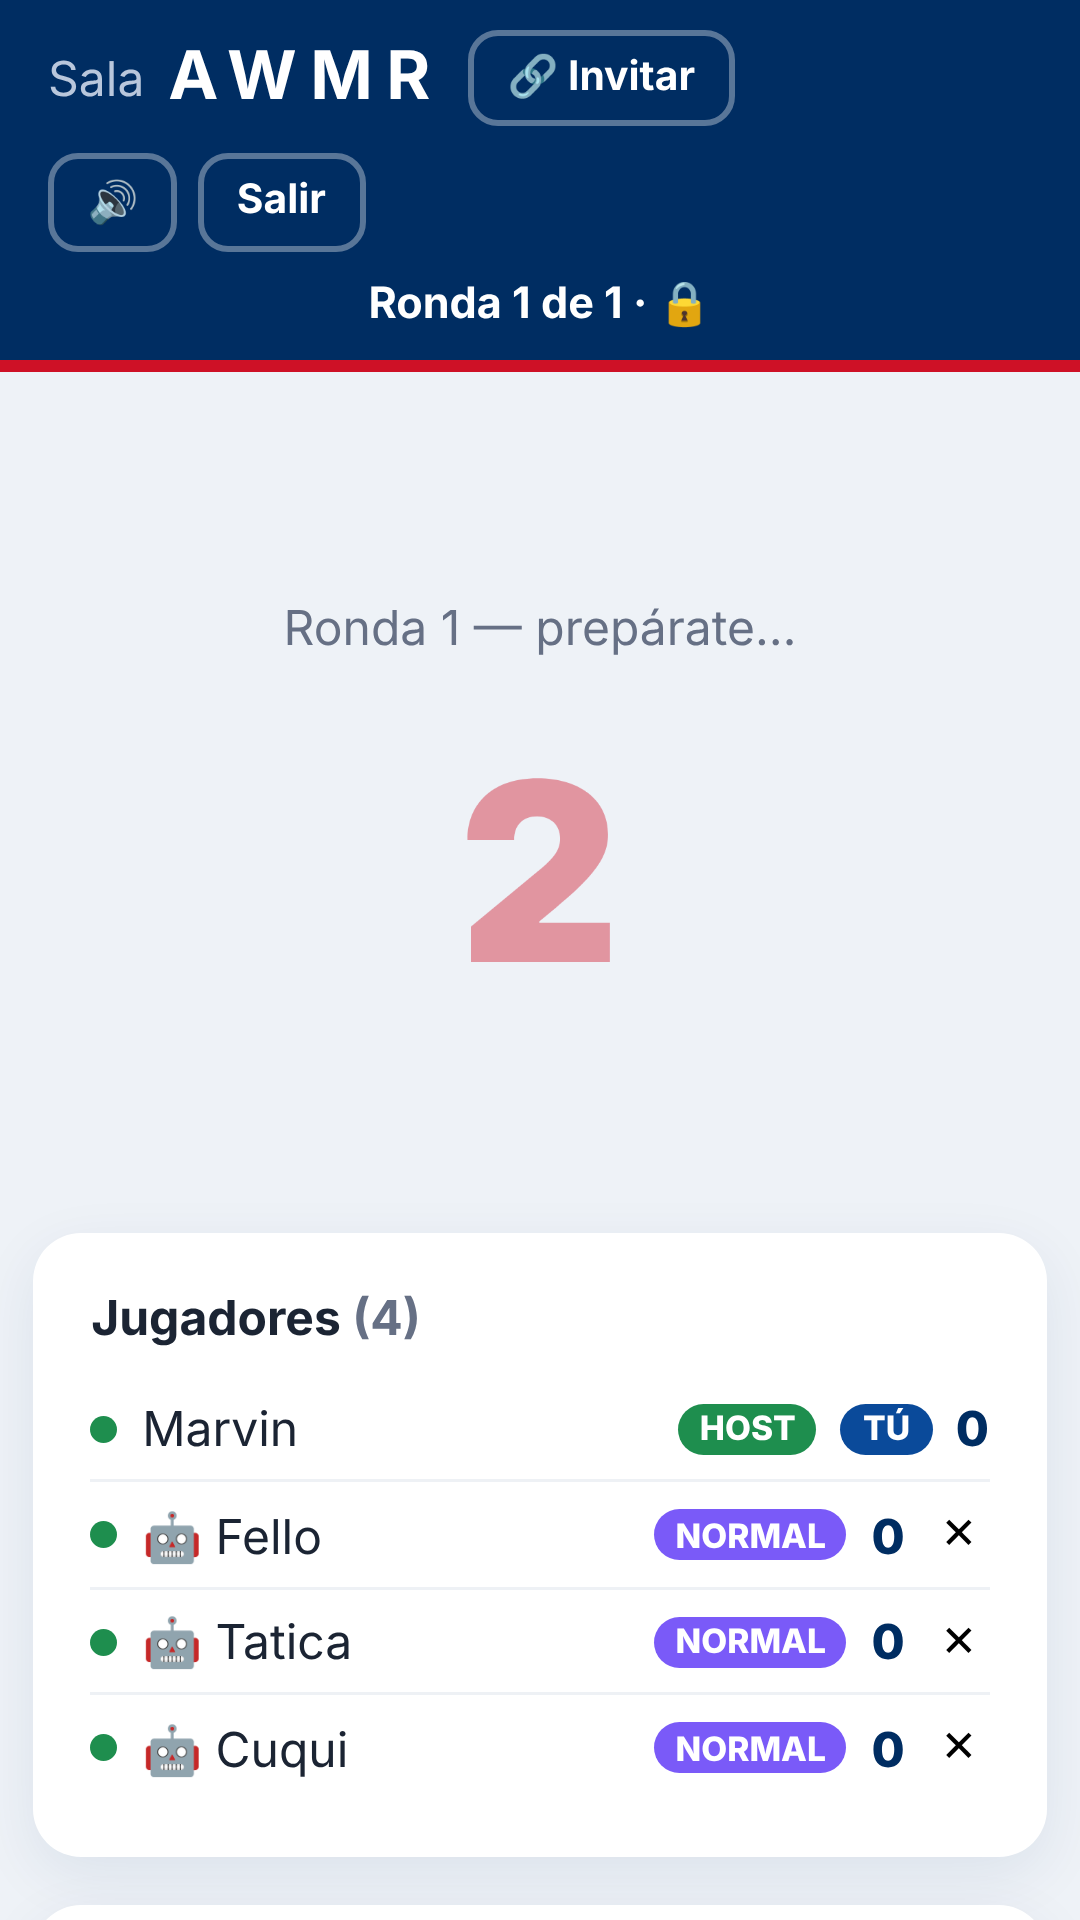 Sala AWMR 🔗 Invitar
🔊 Salir
Ronda 1 de 1 · 🔒
Ronda 1 — prepárate...
2
Jugadores (4)
Marvin HOST TÚ 0
🤖 Fello NORMAL 0 ✕
🤖 Tatica NORMAL 0 ✕
🤖 Cuqui NORMAL 0 ✕